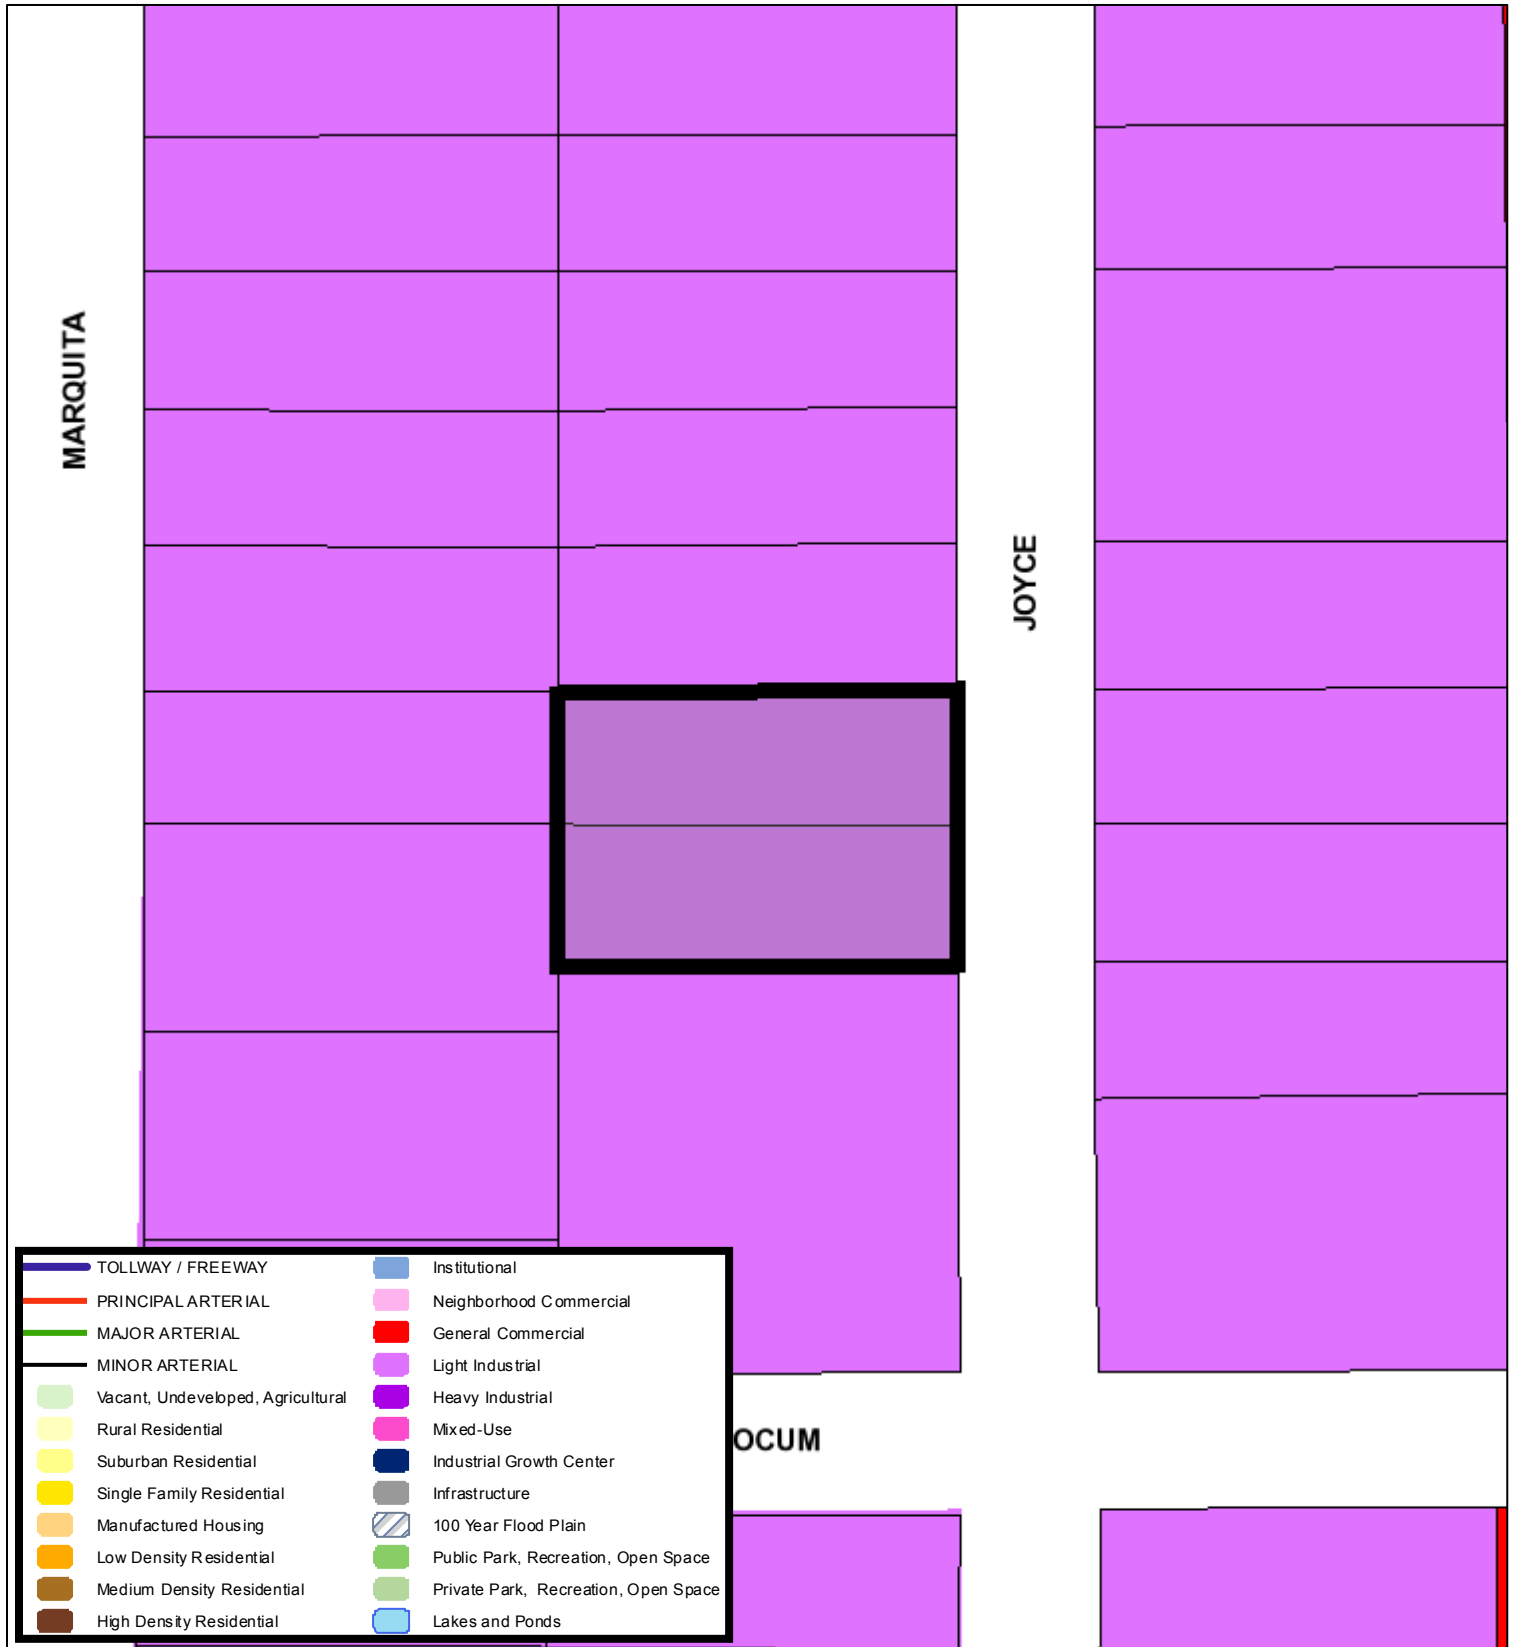 MARQUITA
JOYCE
OCUM
TOLLWAY / FREEWAY
PRINCIPAL ARTERIAL
MAJOR ARTERIAL
MINOR ARTERIAL
Vacant, Undeveloped, Agricultural
Rural Residential
Suburban Residential
Single Family Residential
Manufactured Housing
Low Density Residential
Medium Density Residential
High Density Residential
Institutional
Neighborhood Commercial
General Commercial
Light Industrial
Heavy Industrial
Mixed-Use
Industrial Growth Center
Infrastructure
100 Year Flood Plain
Public Park, Recreation, Open Space
Private Park, Recreation, Open Space
Lakes and Ponds